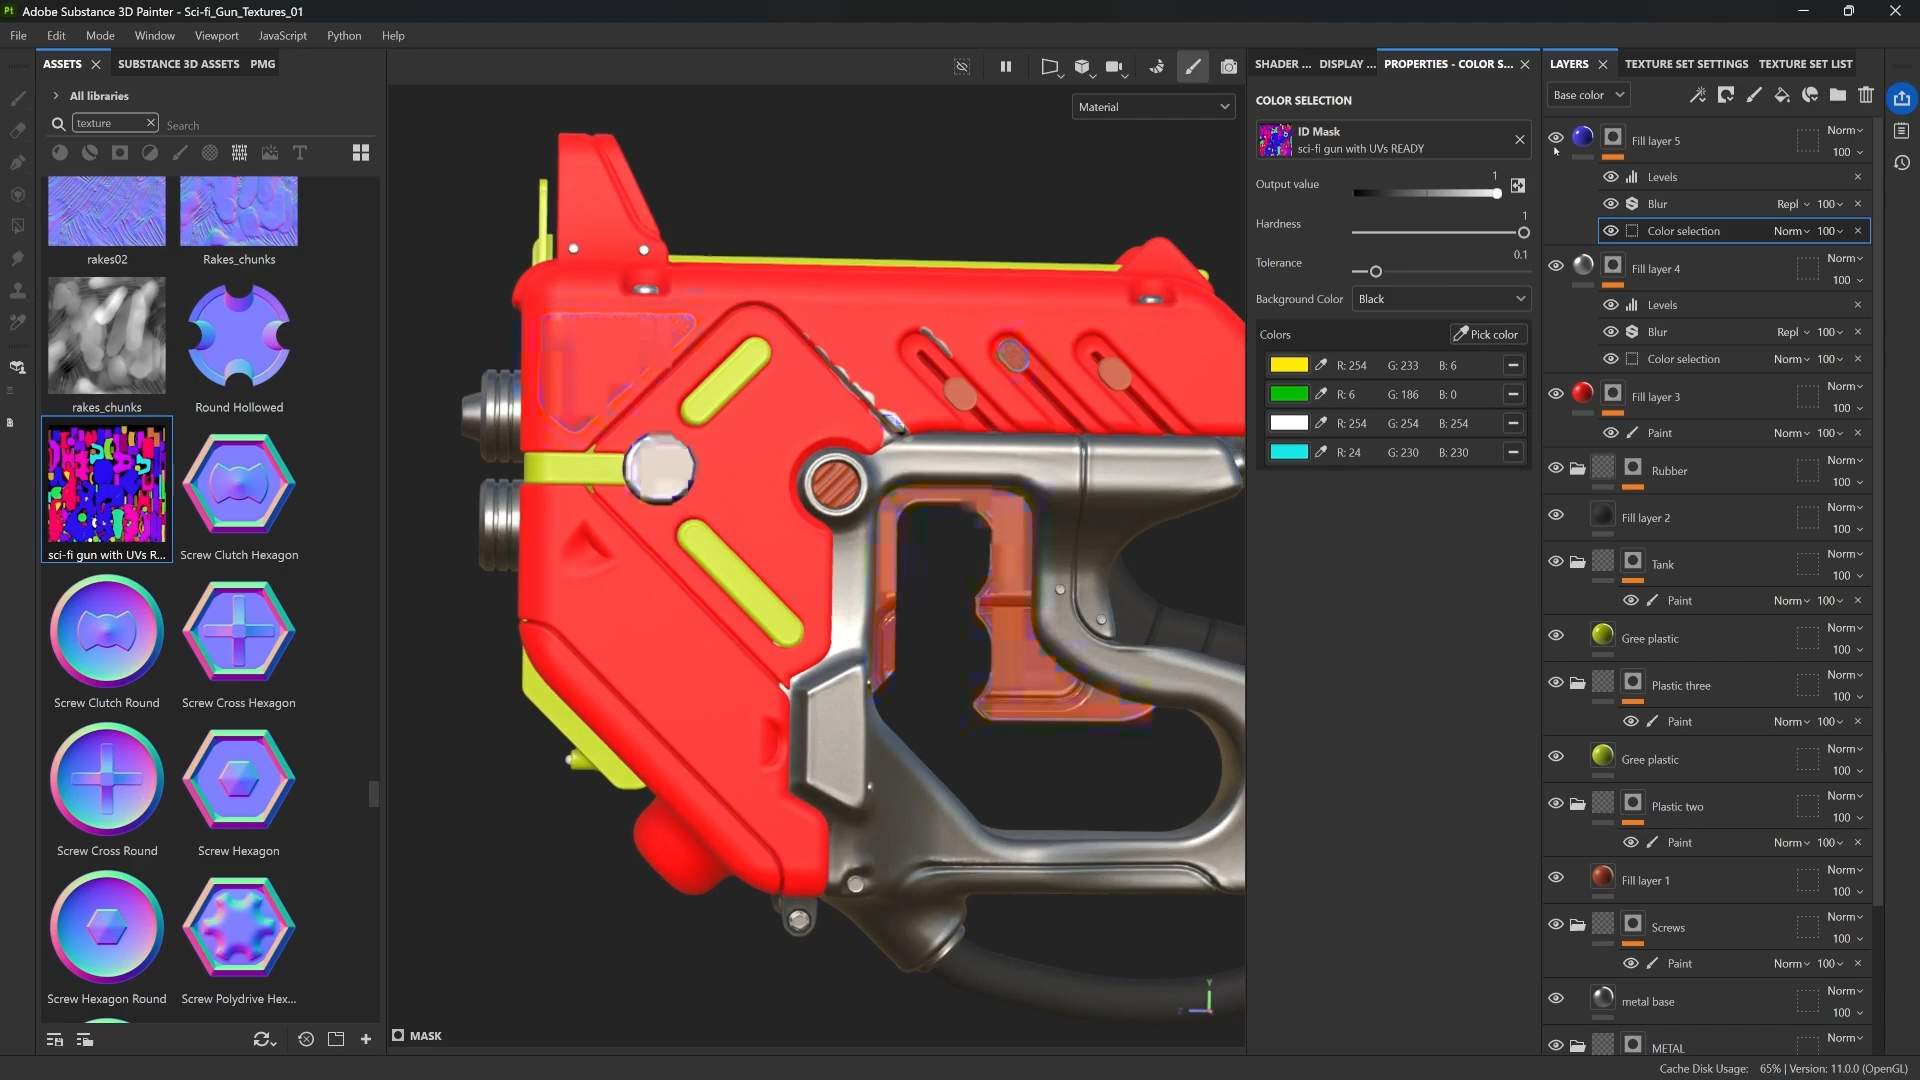 Pt Adobe Substance 3D Painter - Sci-fi_Gun_Textures_01
File Edit Mode Window Viewport JavaScript Python Help
ASSETS SUBSTANCE 3D ASSETS PMG
All libraries
texture Search
rakes02 Rakes_chunks
rakes_chunks Round Hollowed
sci-fi gun with UVs R... Screw Clutch Hexagon
Screw Clutch Round Screw Cross Hexagon
Screw Cross Round Screw Hexagon
Screw Hexagon Round Screw Polydrive Hex...
Material
MASK
Y
Z
SHADER ... DISPLAY ... PROPERTIES - COLOR S...
COLOR SELECTION
ID Mask
sci-fi gun with UVs READY
Output value 1
Hardness 1
Tolerance 0.1
Background Color Black
Colors Pick color
R: 254 G: 233 B: 6
R: 6 G: 186 B: 0
R: 254 G: 254 B: 254
R: 24 G: 230 B: 230
LAYERS TEXTURE SET SETTINGS TEXTURE SET LIST
Base color
Fill layer 5 Norm 100
Levels
Blur Repl 100
Color selection Norm 100
Fill layer 4 Norm 100
Levels
Blur Repl 100
Color selection Norm 100
Fill layer 3 Norm 100
Paint Norm 100
Rubber Norm 100
Fill layer 2 Norm 100
Tank Norm 100
Paint Norm 100
Gree plastic Norm 100
Plastic three Norm 100
Paint Norm 100
Gree plastic Norm 100
Plastic two Norm 100
Paint Norm 100
Fill layer 1 Norm 100
Screws Norm 100
Paint Norm 100
metal base Norm 100
METAL Norm
Cache Disk Usage: 65% | Version: 11.0.0 (OpenGL)